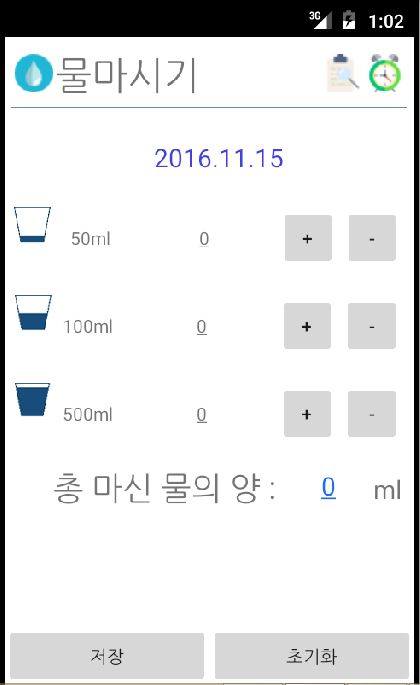 3G 1:02
물마시기
2016.11.15
50ml 0 + -
100ml 0 + -
500ml 0 + -
총 마신 물의 양 : 0 ml
저장 초기화